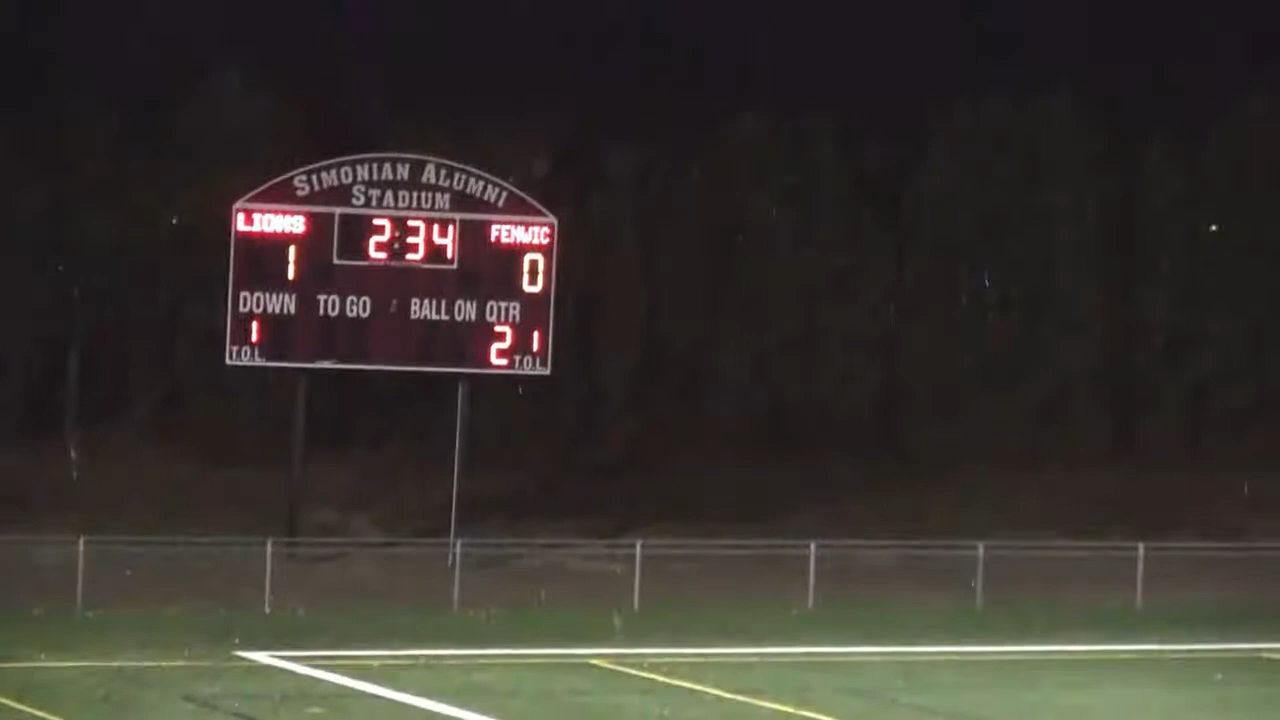 SIMONIAN ALUMNI
STADIUM
LIONS 2:34 FENWIC
1 0
DOWN TO GO BALL ON QTR
1 2 1
T.O.L. T.O.L.